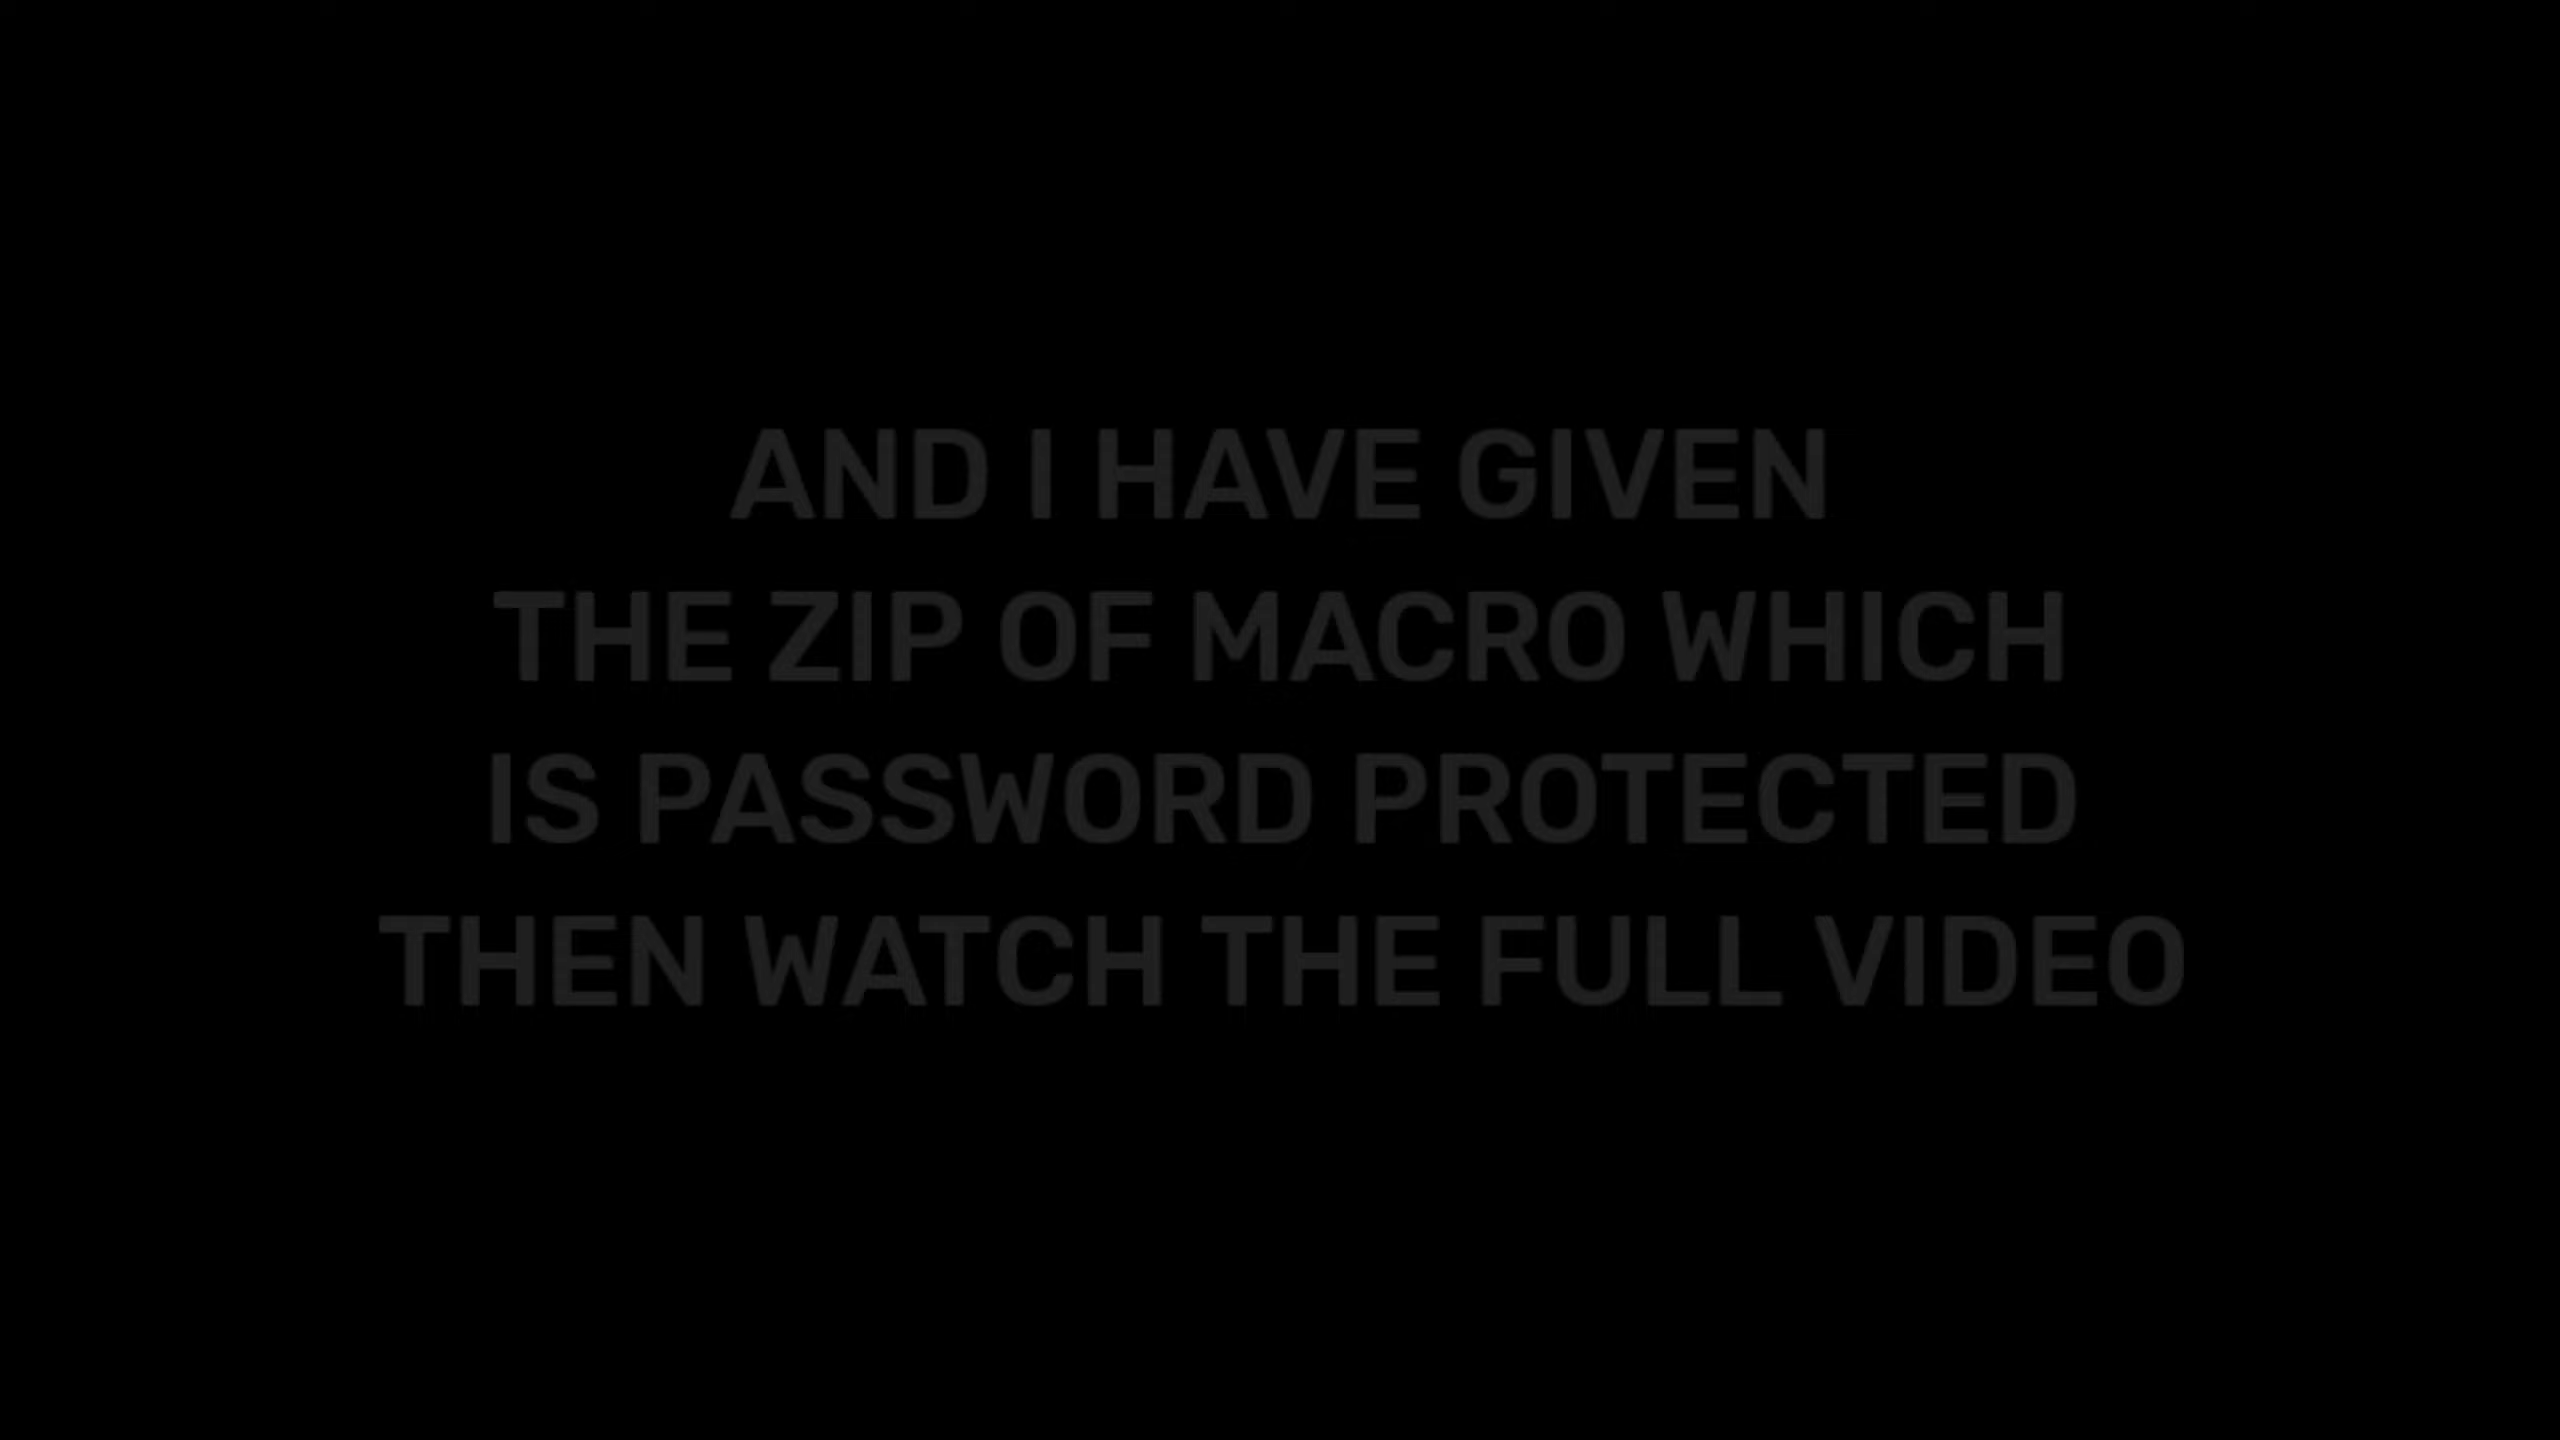 AND I HAVE GIVEN
THE ZIP OF MACRO WHICH
IS PASSWORD PROTECTED
THEN WATCH THE FULL VIDEO